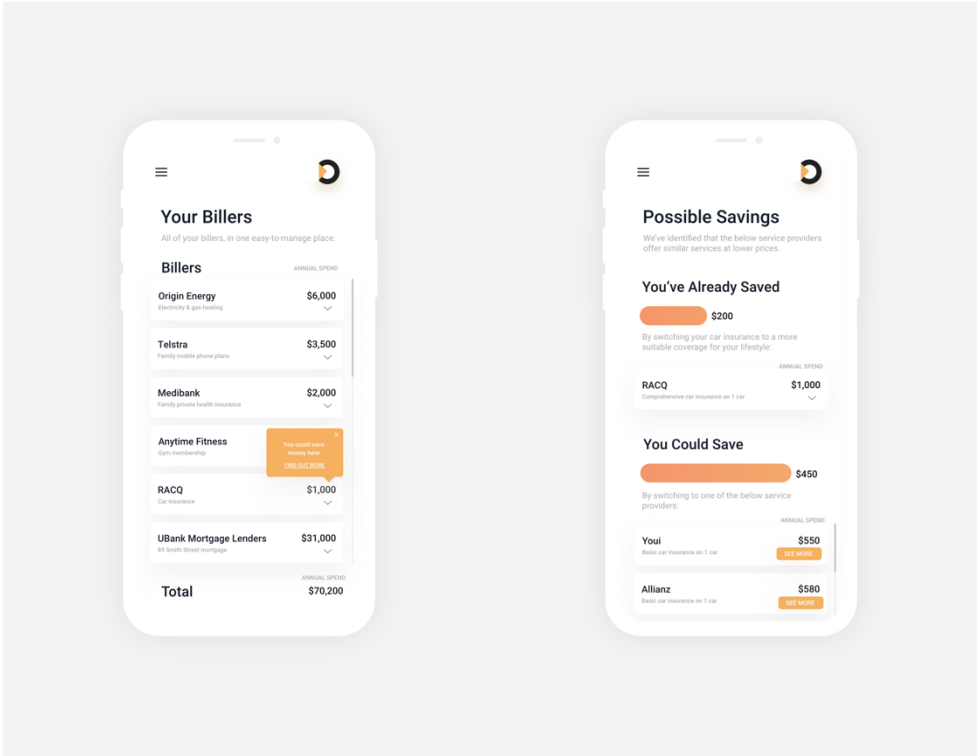 Your Billers
All of your billers, in one easy-to-manage place.
Billers
ANNUAL SPEND
Origin Energy
$6,000
Electricity & gas heating
Telstra
$3,500
Family mobile phone plans
Medibank
$2,000
Family private health insurance
Anytime Fitness
Gym membership
You could save
money here
FIND OUT MORE
RACQ
$1,000
Car insurance
UBank Mortgage Lenders
$31,000
89 Smith Street mortgage
ANNUAL SPEND
Total
$70,200
Possible Savings
We've identified that the below service providers
offer similar services at lower prices.
You've Already Saved
$200
By switching your car insurance to a more
suitable coverage for your lifestyle:
ANNUAL SPEND
RACQ
$1,000
Comprehensive car insurance on 1 car
You Could Save
$450
By switching to one of the below service
providers:
ANNUAL SPEND
Youi
$550
Basic car insurance on 1 car
SEE MORE
Allianz
$580
Basic car insurance on 1 car
SEE MORE